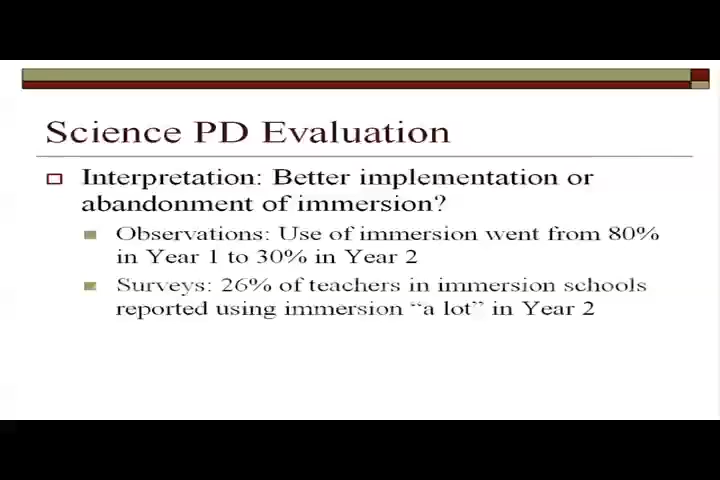 Science PD Evaluation
Interpretation: Better implementation or
abandonment of immersion?
Observations: Use of immersion went from 80%
in Year 1 to 30% in Year 2
Surveys: 26% of teachers in immersion schools
reported using immersion “a lot” in Year 2